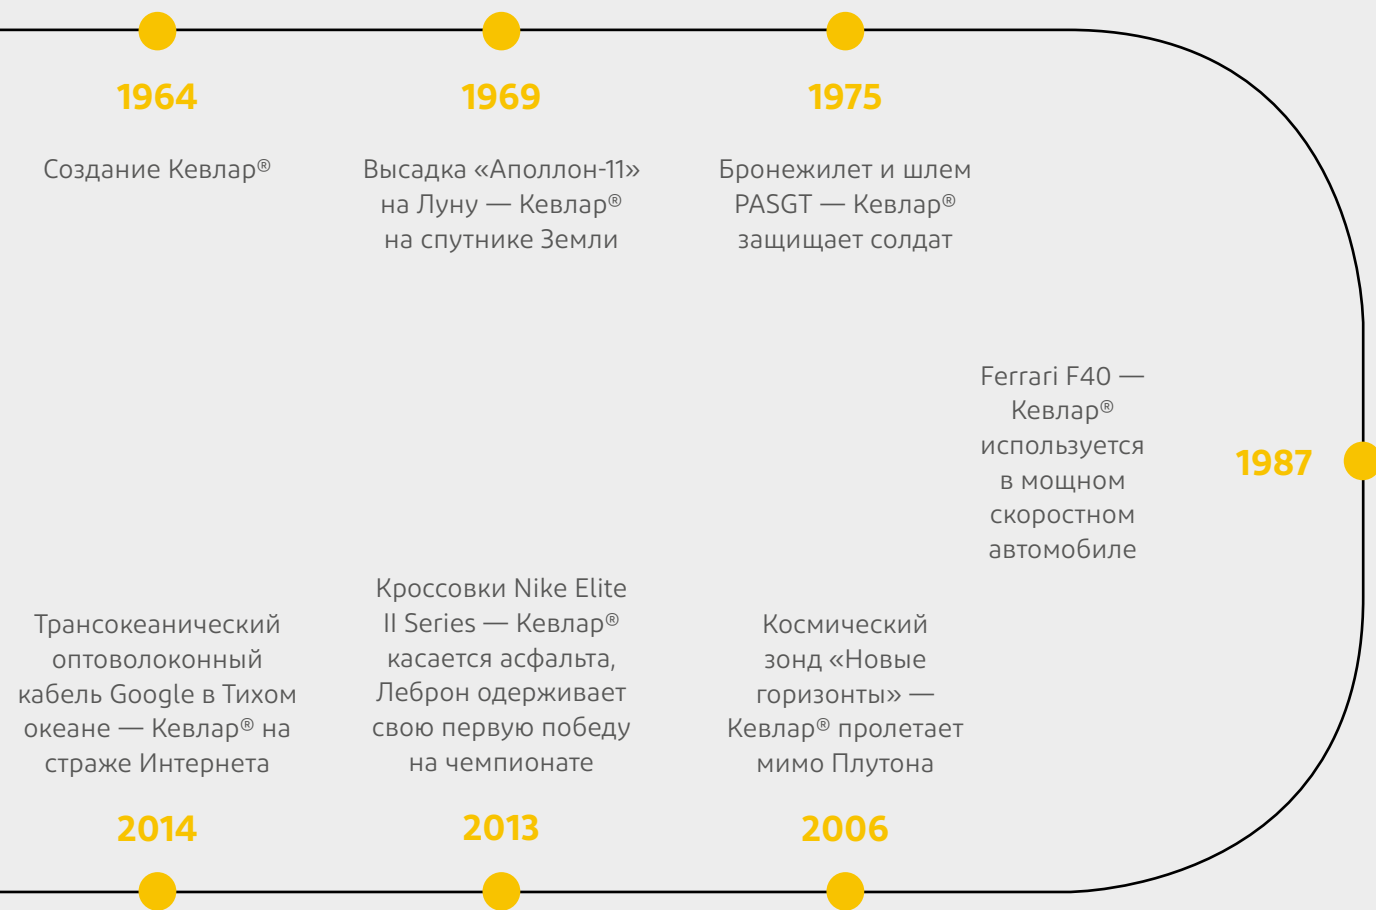 1964
Создание Кевлар®
1969
Высадка «Аполлон-11»
на Луну — Кевлар®
на спутнике Земли
1975
Бронежилет и шлем
PASGT — Кевлар®
защищает солдат
Ferrari F40 —
Кевлар®
используется
в мощном
скоростном
автомобиле
1987
Космический
зонд «Новые
горизонты» —
Кевлар® пролетает
мимо Плутона
2006
Кроссовки Nike Elite
II Series — Кевлар®
касается асфальта,
Леброн одерживает
свою первую победу
на чемпионате
2013
Трансокеанический
оптоволоконный
кабель Google в Тихом
океане — Кевлар® на
страже Интернета
2014